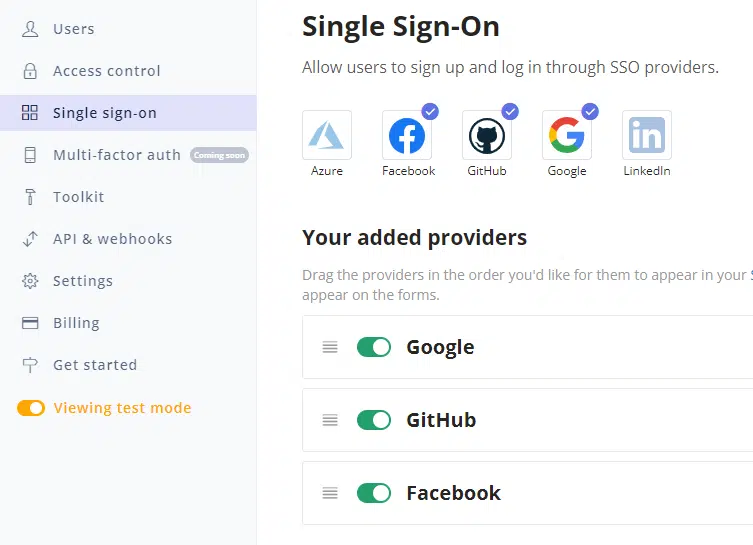 Users
Access control
Single sign-on
Multi-factor auth Coming soon
Toolkit
API & webhooks
Settings
Billing
Get started
Viewing test mode
Single Sign-On
Allow users to sign up and log in through SSO providers.
Azure Facebook GitHub Google LinkedIn
Your added providers
Drag the providers in the order you'd like for them to appear in your
appear on the forms.
Google
GitHub
Facebook